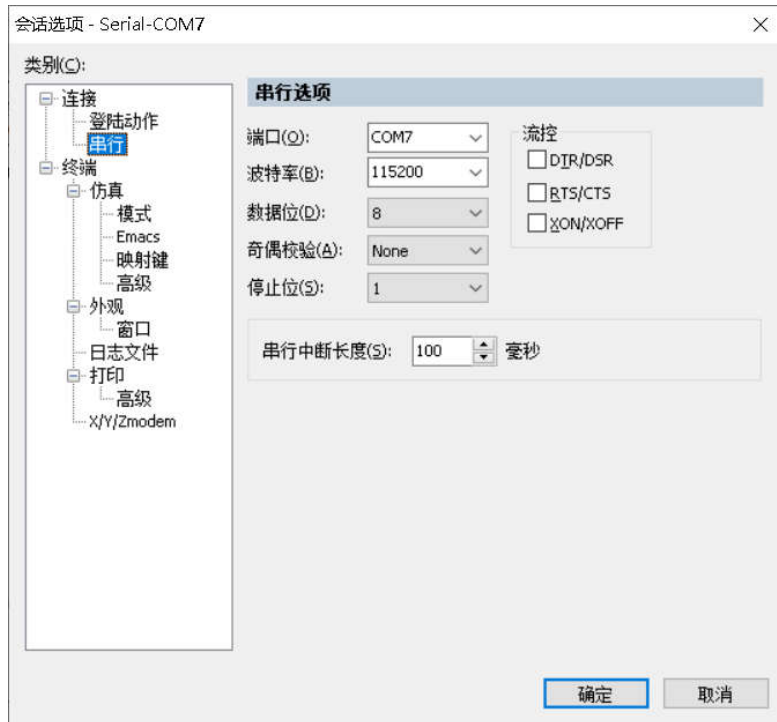 会话选项 - Serial-COM7
类别(C):
连接
登陆动作
串行
终端
仿真
模式
Emacs
映射键
高级
外观
窗口
日志文件
打印
高级
X/Y/Zmodem
串行选项
端口(O): COM7
波特率(B): 115200
数据位(D): 8
奇偶校验(A): None
停止位(S): 1
流控
DTR/DSR
RTS/CTS
XON/XOFF
串行中断长度(S): 100 毫秒
确定 取消